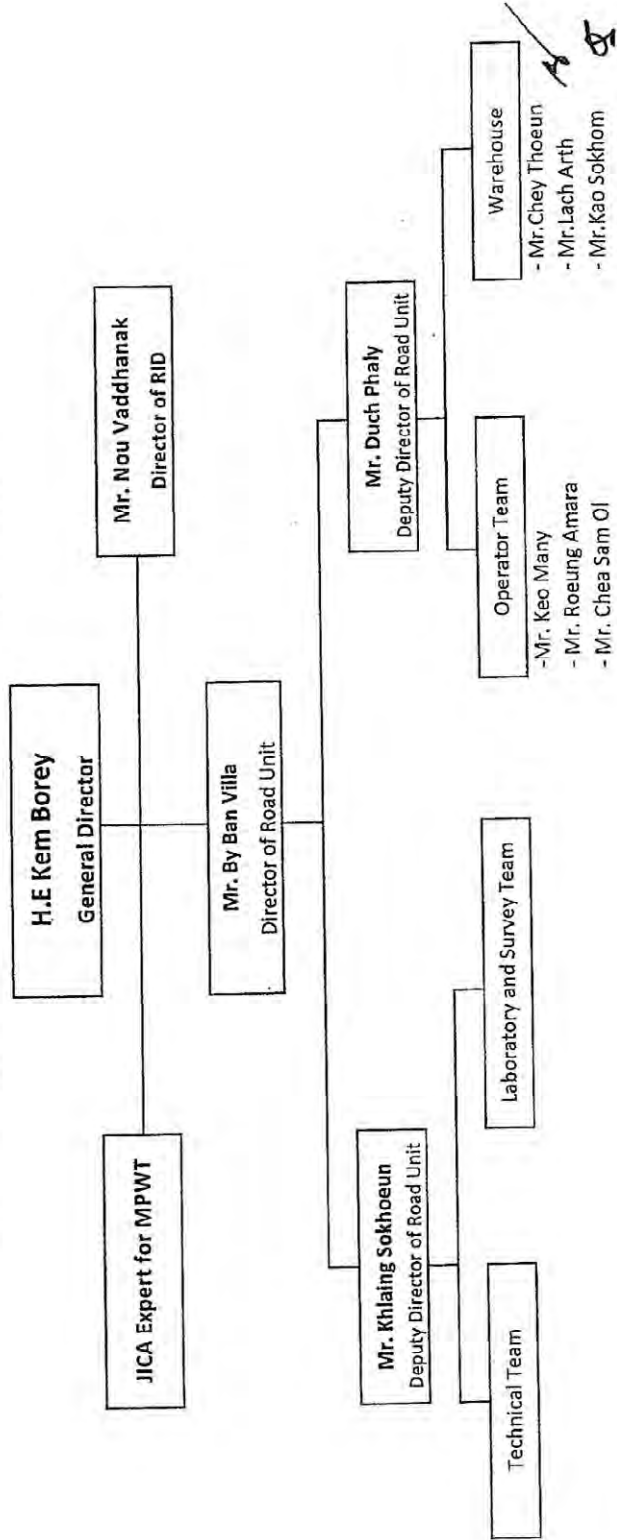 H.E Kem Borey
General Director
JICA Expert for MPWT
Mr. Nou Vaddhanak
Director of RID
Mr. By Ban Villa
Director of Road Unit
Mr. Khlaing Sokhoeun
Deputy Director of Road Unit
Mr. Duch Phaly
Deputy Director of Road Unit
Technical Team
Laboratory and Survey Team
Operator Team
-Mr. Keo Many
- Mr. Roeung Amara
- Mr. Chea Sam Ol
Warehouse
- Mr.Chey Thoeun
- Mr.Lach Arth
- Mr.Kao Sokhom